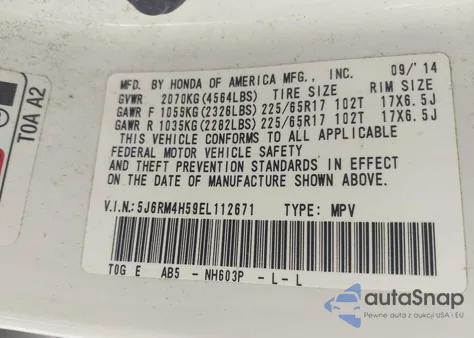 TOA A2
MFD. BY HONDA OF AMERICA MFG., INC. 09/'14
GVWR 2070KG(4564LBS) TIRE SIZE RIM SIZE
GAWR F 1055KG(2326LBS) 225/65R17 102T 17X6.5J
GAWR R 1035KG(2282LBS) 225/65R17 102T 17X6.5J
THIS VEHICLE CONFORMS TO ALL APPLICABLE
FEDERAL MOTOR VEHICLE SAFETY
AND THEFT PREVENTION STANDARDS IN EFFECT
ON THE DATE OF MANUFACTURE SHOWN ABOVE.
V.I.N.:5J6RM4H59EL112671 TYPE: MPV
T0G E AB5 - NH603P - L - L
autoSnap
Pewne zakupy z aukcji USA i EU